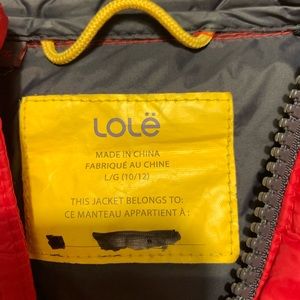 Lolë
MADE IN CHINA
FABRIQUÉ AU CHINE
L/G (10/12)
THIS JACKET BELONGS TO:
CE MANTEAU APPARTIENT À :